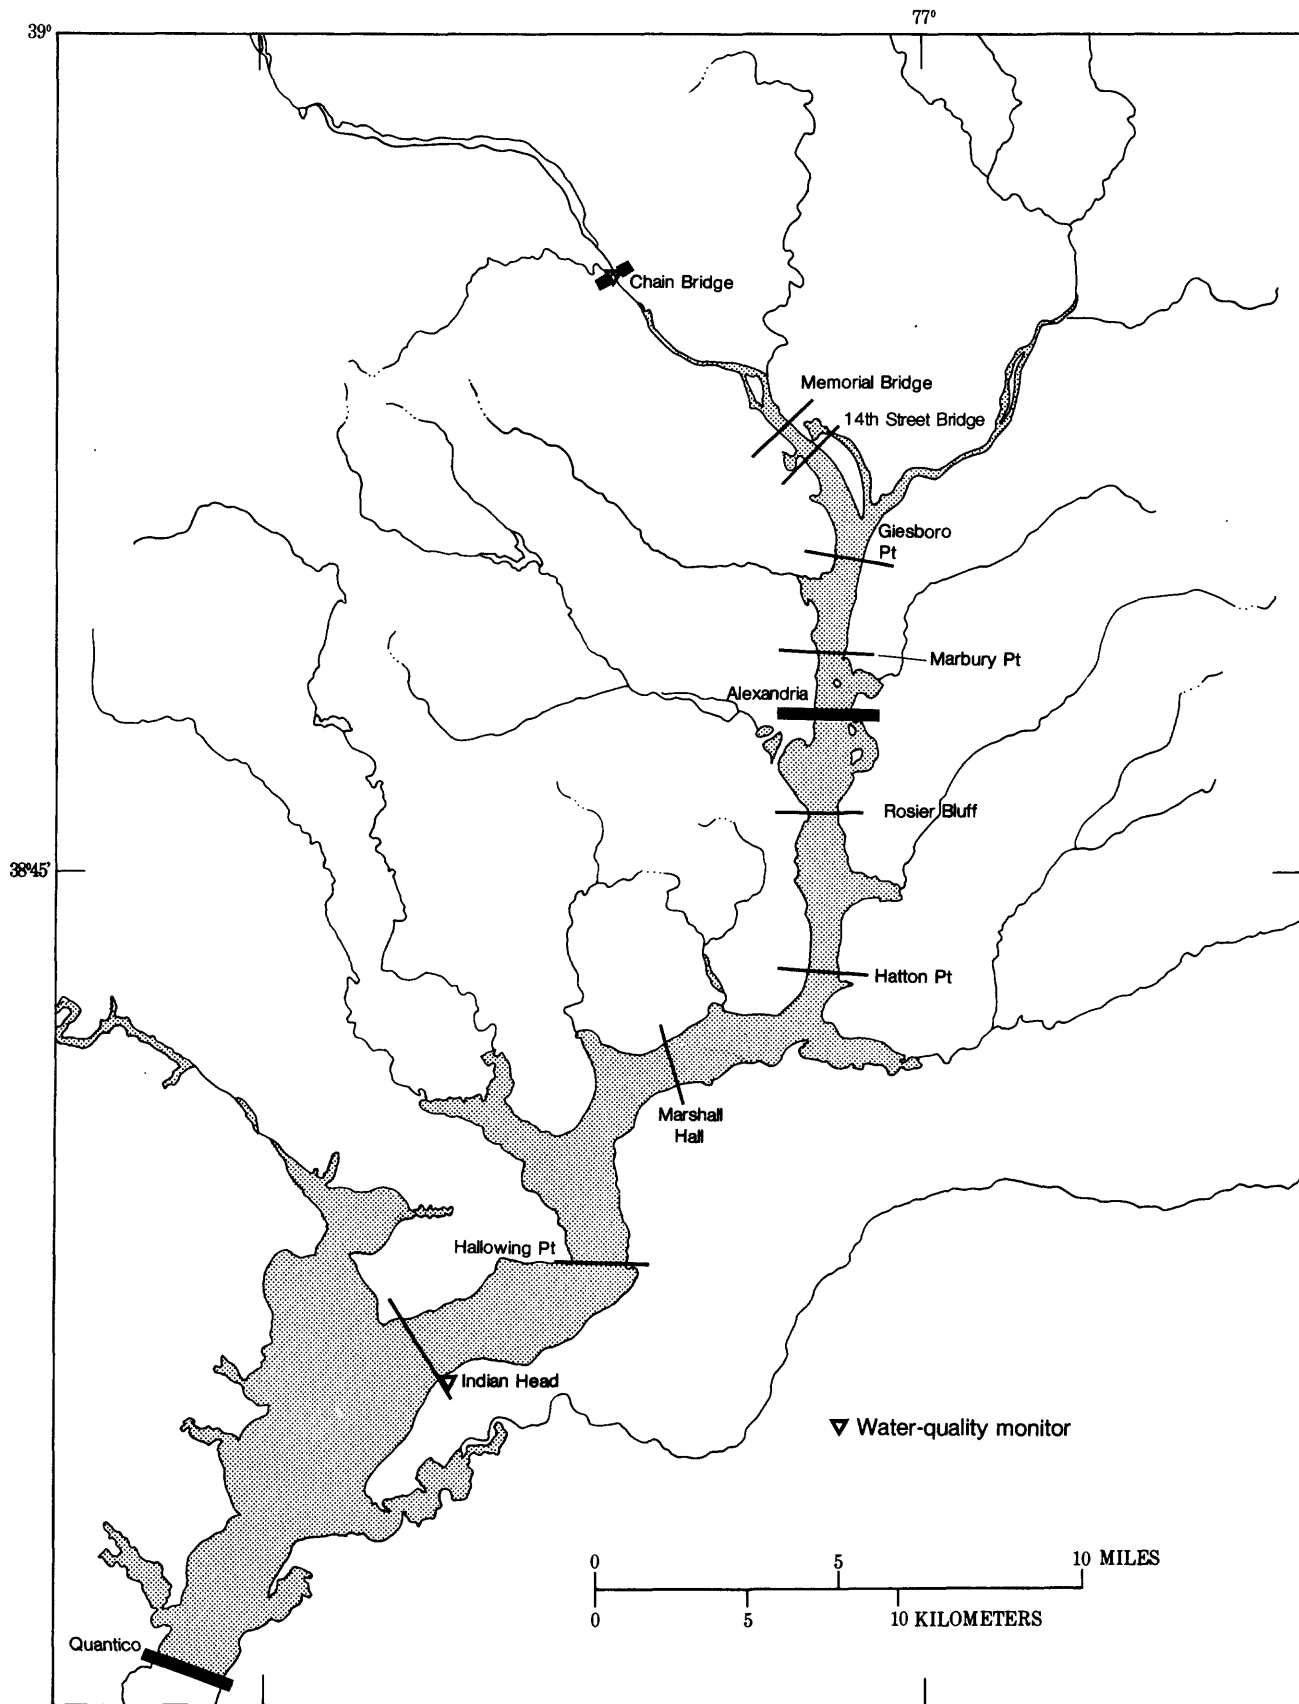 77°
39°
Chain Bridge
Memorial Bridge
14th Street Bridge
Giesboro
Pt
Marbury Pt
Alexandria
Rosier Bluff
38°45'
Hatton Pt
Marshall
Hall
Hallowing Pt
Indian Head
Water-quality monitor
0 5 10 MILES
0 5 10 KILOMETERS
Quantico